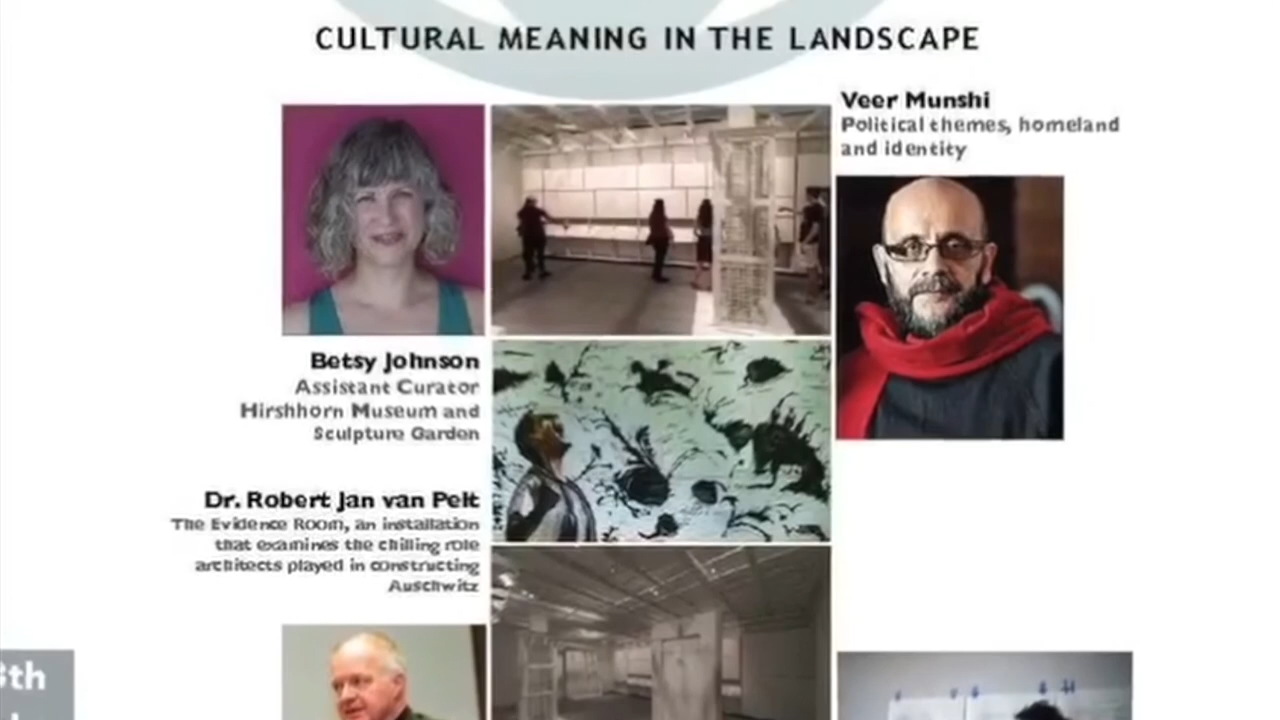 CULTURAL MEANING IN THE LANDSCAPE
Veer Munshi
Political themes, homeland
and identity
Betsy Johnson
Assistant Curator
Hirshhorn Museum and
Sculpture Garden
Dr. Robert Jan van Pelt
The Evidence Room, an installation
that examines the chilling role
architects played in constructing
Auschwitz